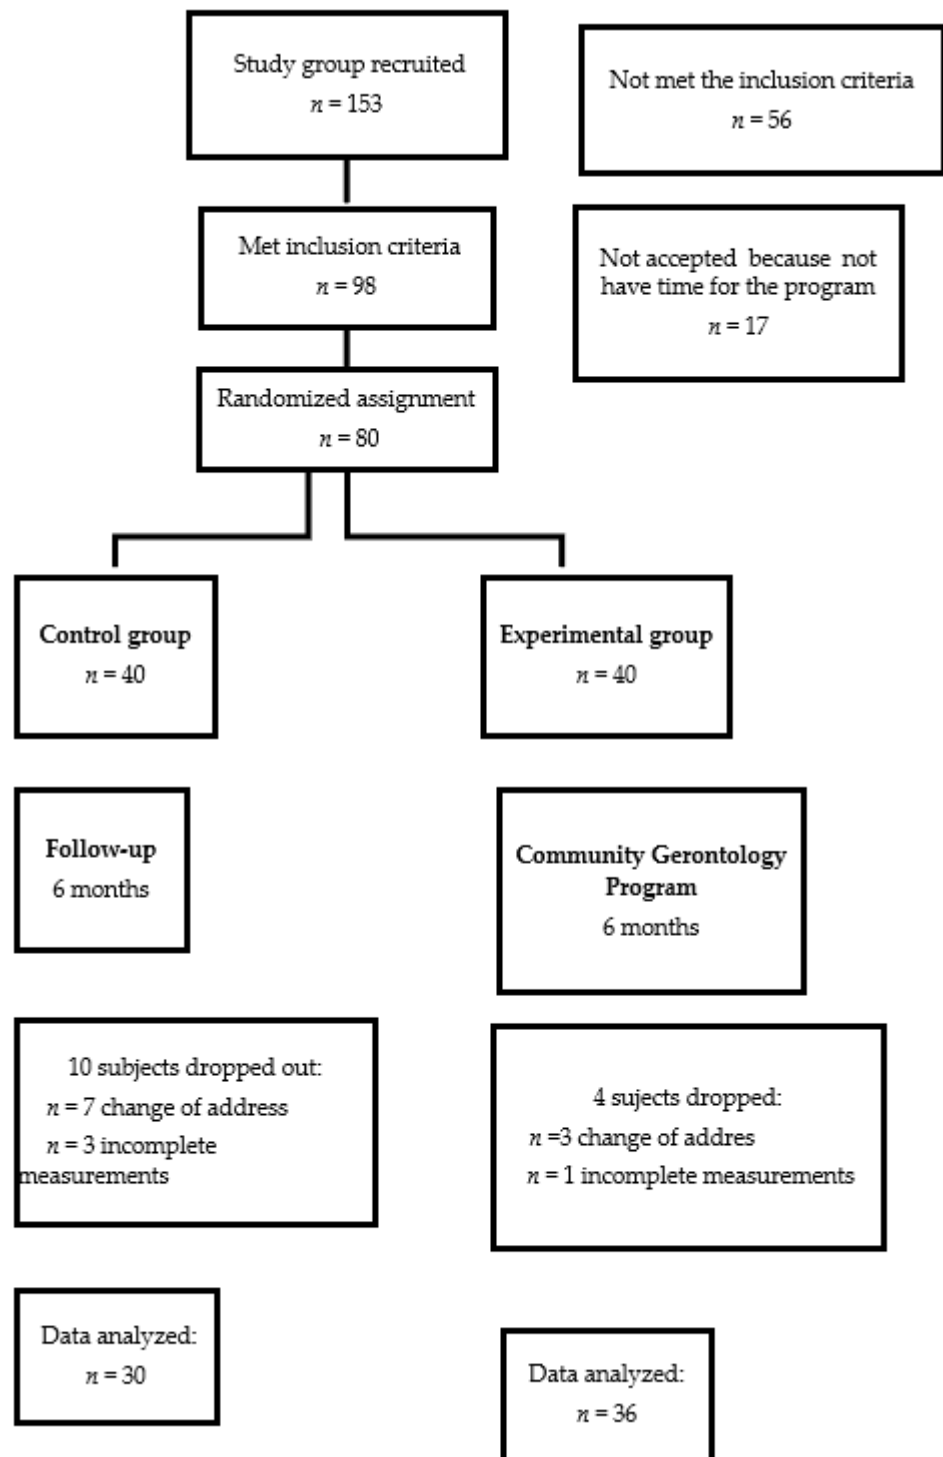 Study group recruited
n = 153
Not met the inclusion criteria
n = 56
Met inclusion criteria
n = 98
Not accepted because not
have time for the program
n = 17
Randomized assignment
n = 80
Control group
n = 40
Experimental group
n = 40
Follow-up
6 months
Community Gerontology
Program
6 months
10 subjects dropped out:
n = 7 change of address
n = 3 incomplete
measurements
4 sujects dropped:
n =3 change of addres
n = 1 incomplete measurements
Data analyzed:
n = 30
Data analyzed:
n = 36